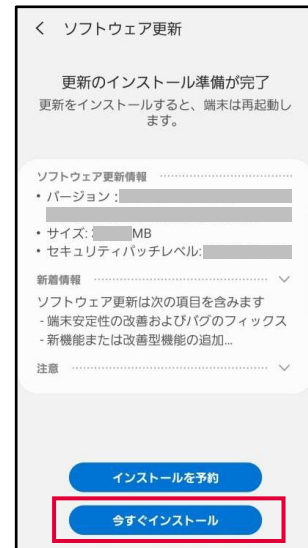 ソフトウェア更新
更新のインストール準備が完了
更新をインストールすると、端末は再起動し
ます。
ソフトウェア更新情報
• バージョン :
• サイズ: MB
• セキュリティパッチレベル:
新着情報
ソフトウェア更新は次の項目を含みます
- 端末安定性の改善およびバグのフィックス
- 新機能または改善型機能の追加...
注意
インストールを予約
今すぐインストール